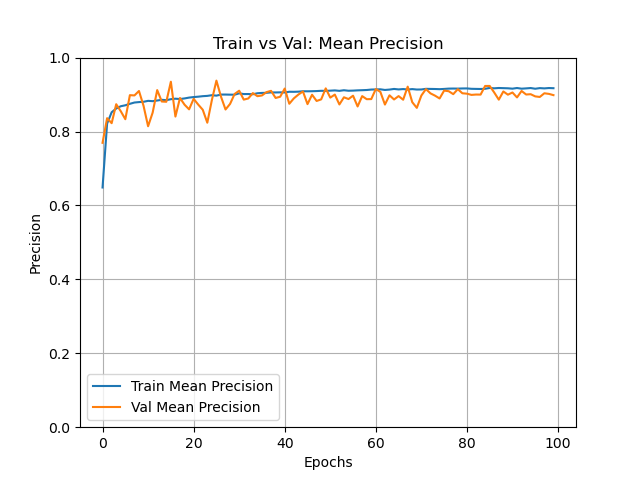 Train vs Val: Mean Precision
1.0
0.8
0.6
0.4
0.2
0.0
Precision
Train Mean Precision
Val Mean Precision
0 20 40 60 80 100
Epochs